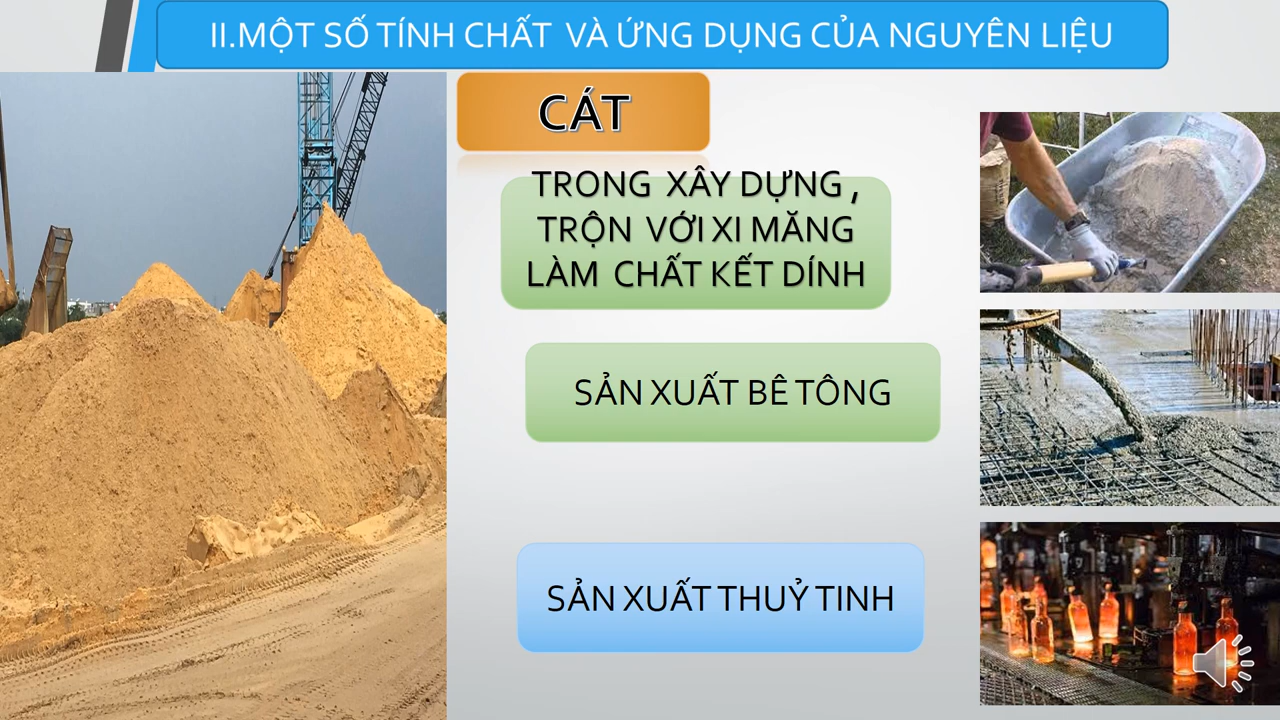 II.MỘT SỐ TÍNH CHẤT VÀ ỨNG DỤNG CỦA NGUYÊN LIỆU
CÁT
TRONG XÂY DỰNG ,
TRỘN VỚI XI MĂNG
LÀM CHẤT KẾT DÍNH
SẢN XUẤT BÊ TÔNG
SẢN XUẤT THUỶ TINH